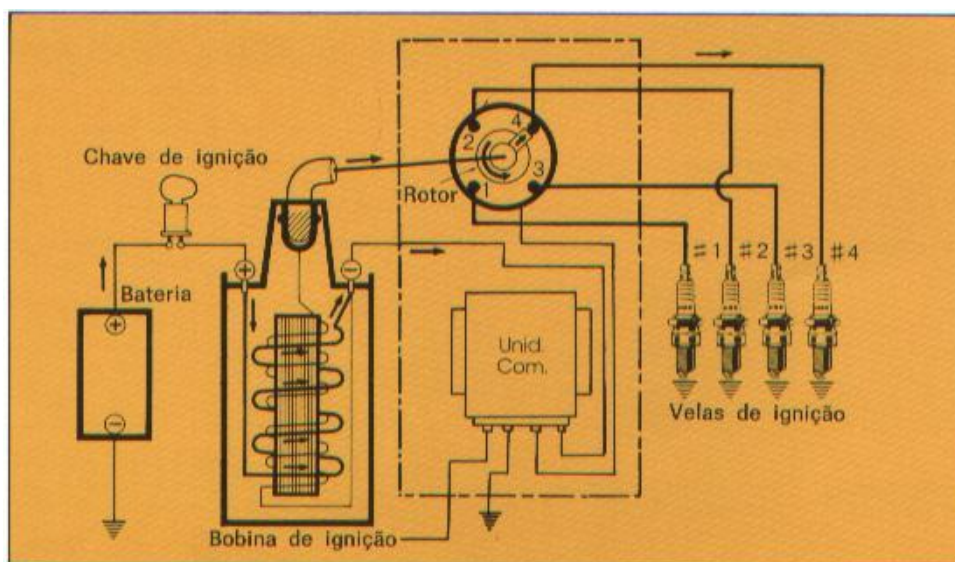 Chave de ignição
Bateria
+
−
+
−
Rotor
2
4
1
3
#1 #2 #3 #4
Unid.
Com.
Velas de ignição
Bobina de ignição